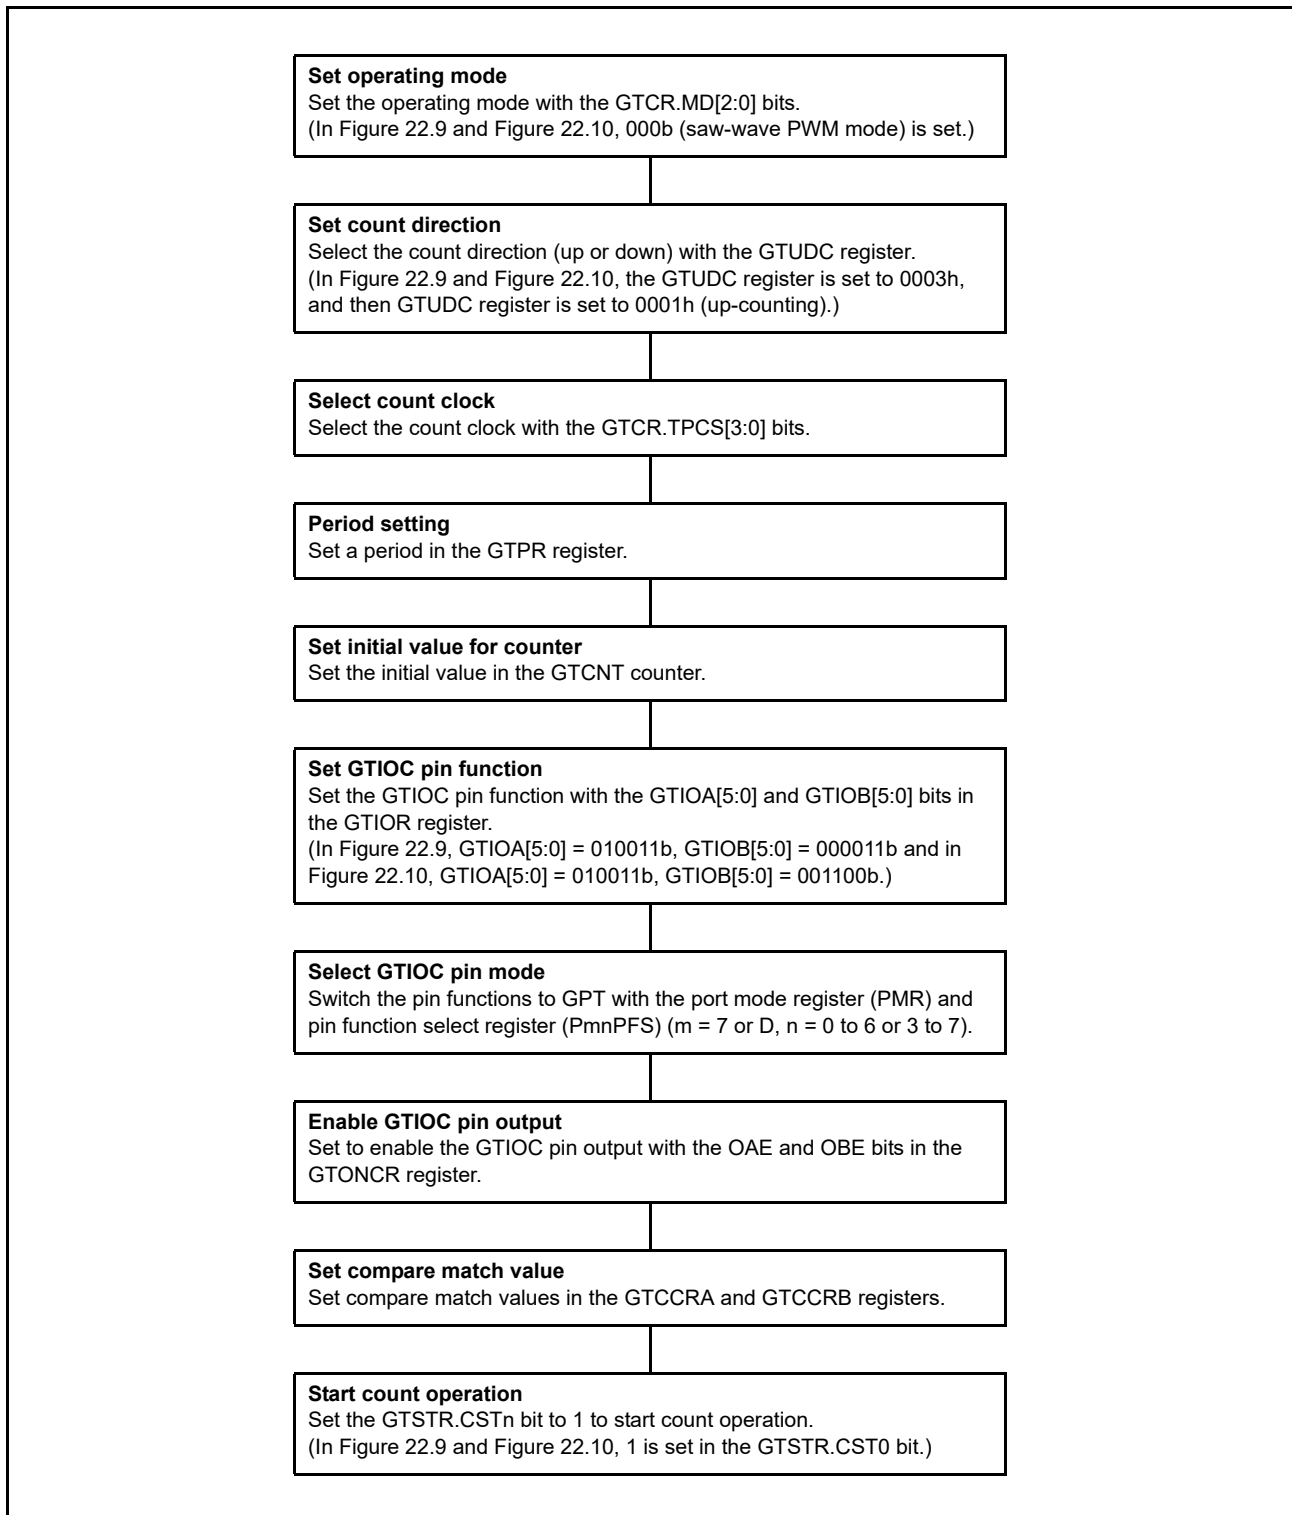 Set operating mode
Set the operating mode with the GTCR.MD[2:0] bits.
(In Figure 22.9 and Figure 22.10, 000b (saw-wave PWM mode) is set.)
Set count direction
Select the count direction (up or down) with the GTUDC register.
(In Figure 22.9 and Figure 22.10, the GTUDC register is set to 0003h,
and then GTUDC register is set to 0001h (up-counting).)
Select count clock
Select the count clock with the GTCR.TPCS[3:0] bits.
Period setting
Set a period in the GTPR register.
Set initial value for counter
Set the initial value in the GTCNT counter.
Set GTIOC pin function
Set the GTIOC pin function with the GTIOA[5:0] and GTIOB[5:0] bits in
the GTIOR register.
(In Figure 22.9, GTIOA[5:0] = 010011b, GTIOB[5:0] = 000011b and in
Figure 22.10, GTIOA[5:0] = 010011b, GTIOB[5:0] = 001100b.)
Select GTIOC pin mode
Switch the pin functions to GPT with the port mode register (PMR) and
pin function select register (PmnPFS) (m = 7 or D, n = 0 to 6 or 3 to 7).
Enable GTIOC pin output
Set to enable the GTIOC pin output with the OAE and OBE bits in the
GTONCR register.
Set compare match value
Set compare match values in the GTCCRA and GTCCRB registers.
Start count operation
Set the GTSTR.CSTn bit to 1 to start count operation.
(In Figure 22.9 and Figure 22.10, 1 is set in the GTSTR.CST0 bit.)